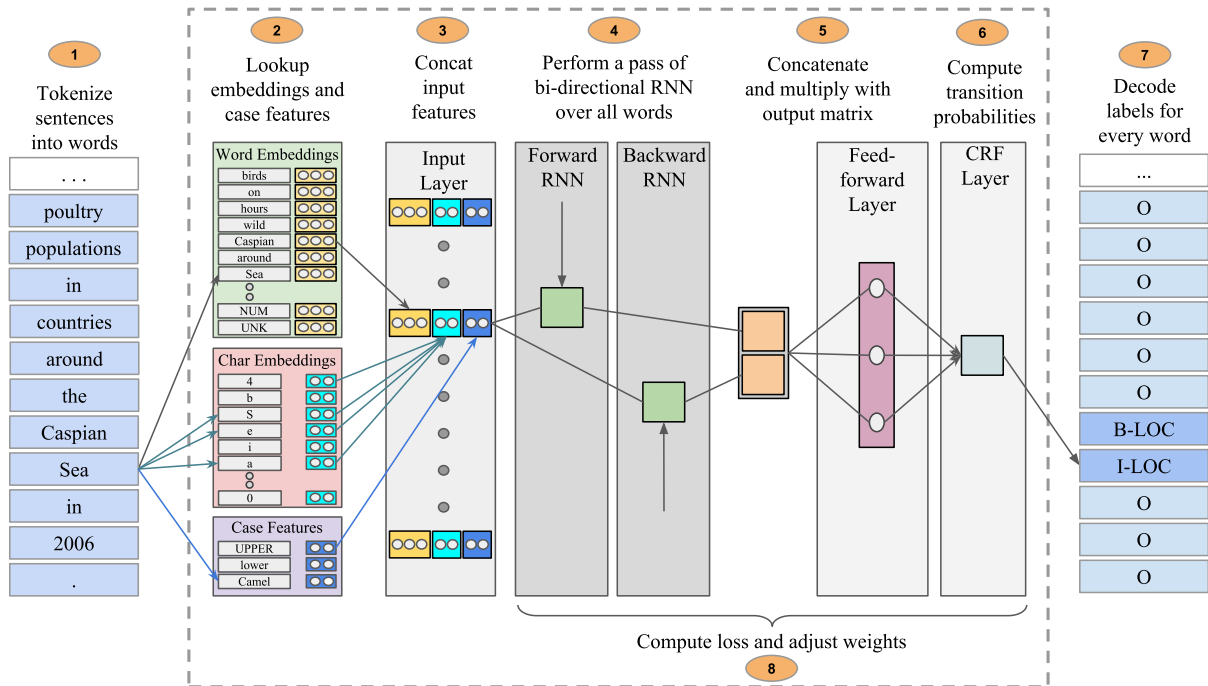 1
Tokenize
sentences
into words
. . .
poultry
populations
in
countries
around
the
Caspian
Sea
in
2006
.
2
Lookup
embeddings and
case features
Word Embeddings
birds
on
hours
wild
Caspian
around
Sea
NUM
UNK
Char Embeddings
4
b
S
e
i
a
0
Case Features
UPPER
lower
Camel
3
Concat
input
features
Input
Layer
4
Perform a pass of
bi-directional RNN
over all words
Forward
RNN
Backward
RNN
5
Concatenate
and multiply with
output matrix
Feed-
forward
Layer
6
Compute
transition
probabilities
CRF
Layer
7
Decode
labels for
every word
...
O
O
O
O
O
O
B-LOC
I-LOC
O
O
O
Compute loss and adjust weights
8